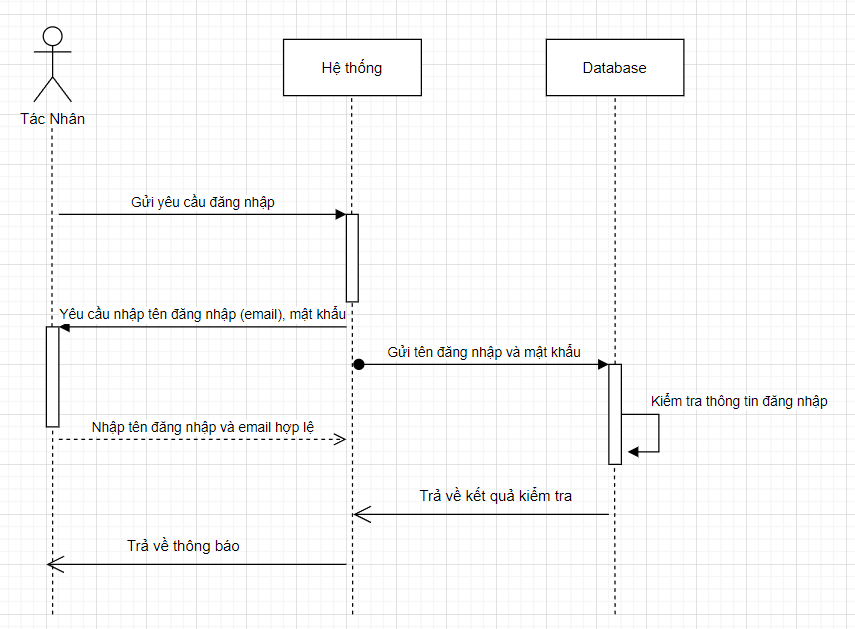 Tác Nhân
Hệ thống
Database
Gửi yêu cầu đăng nhập
Yêu cầu nhập tên đăng nhập (email), mật khẩu
Gửi tên đăng nhập và mật khẩu
Kiểm tra thông tin đăng nhập
Nhập tên đăng nhập và email hợp lệ
Trả về kết quả kiểm tra
Trả về thông báo